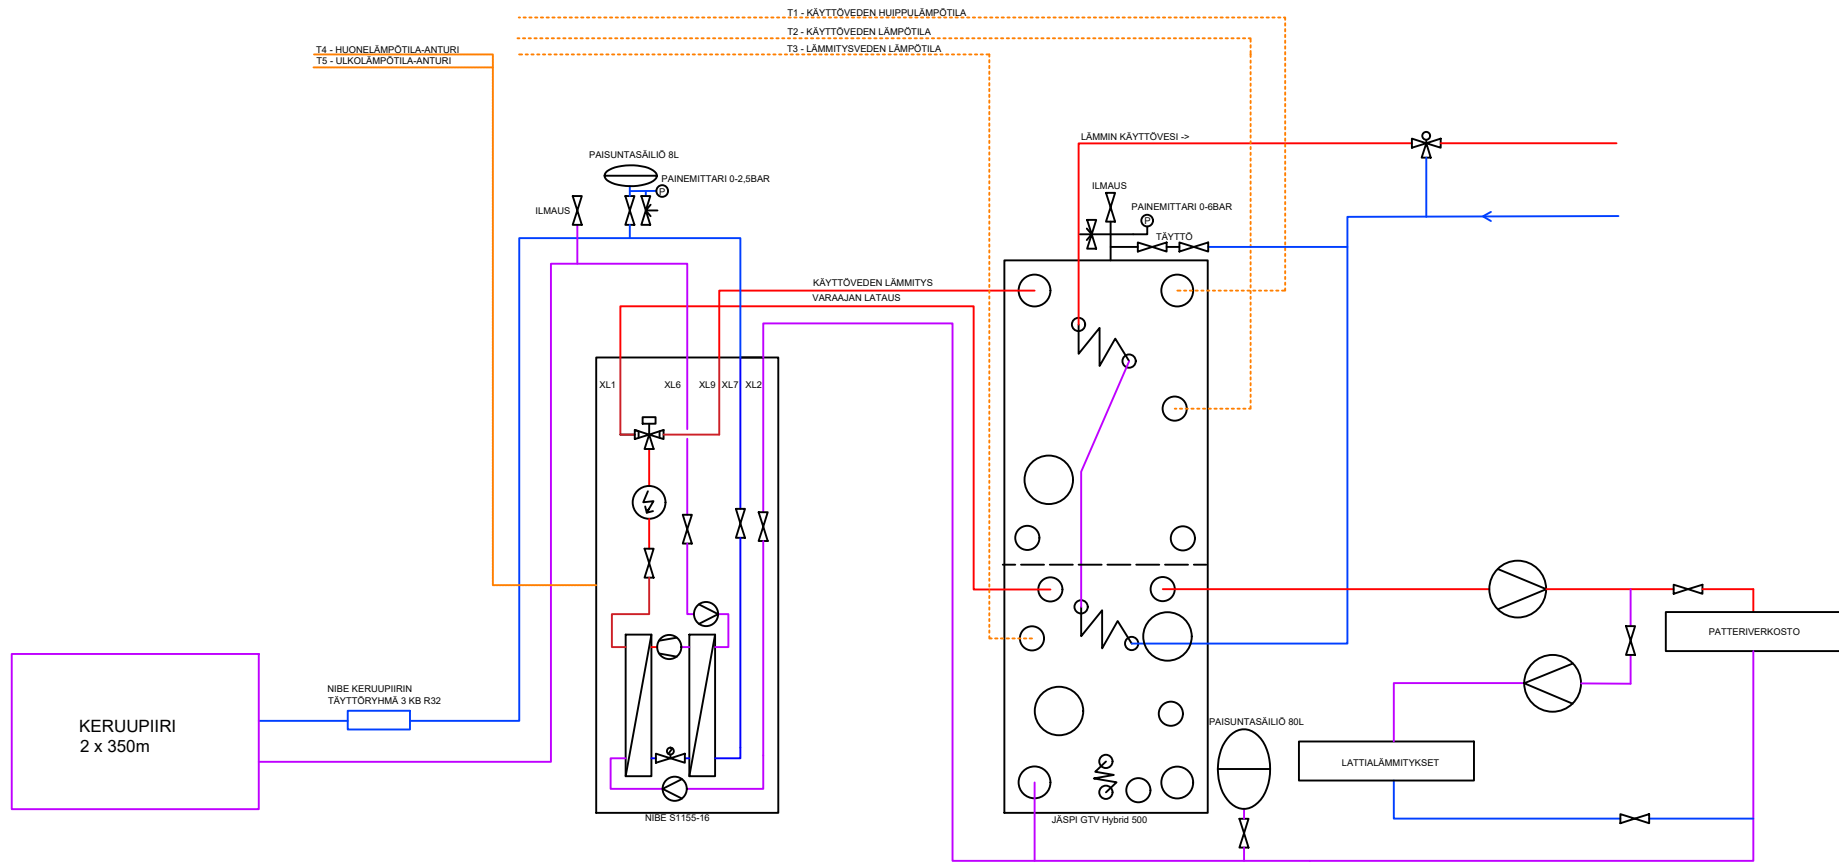 T1 - KÄYTTÖVEDEN HUIPPULÄMPÖTILA
T2 - KÄYTTÖVEDEN LÄMPÖTILA
T3 - LÄMMITYSVEDEN LÄMPÖTILA
T4 - HUONELÄMPÖTILA-ANTURI
T5 - ULKOLÄMPÖTILA-ANTURI
LÄMMIN KÄYTTÖVESI ->
PAISUNTASÄILIÖ 8L
PAINEMITTARI 0-2,5BAR
P
ILMAUS
ILMAUS
PAINEMITTARI 0-6BAR
P
TÄYTTÖ
KÄYTTÖVEDEN LÄMMITYS
VARAAJAN LATAUS
XL1
XL6
XL9
XL7
XL2
PATTERIVERKOSTO
NIBE KERUUPIIRIN
TÄYTTÖRYHMÄ 3 KB R32
KERUUPIIRI
2 x 350m
PAISUNTASÄILIÖ 80L
LATTIALÄMMITYKSET
NIBE S1155-16
JÄSPI GTV Hybrid 500